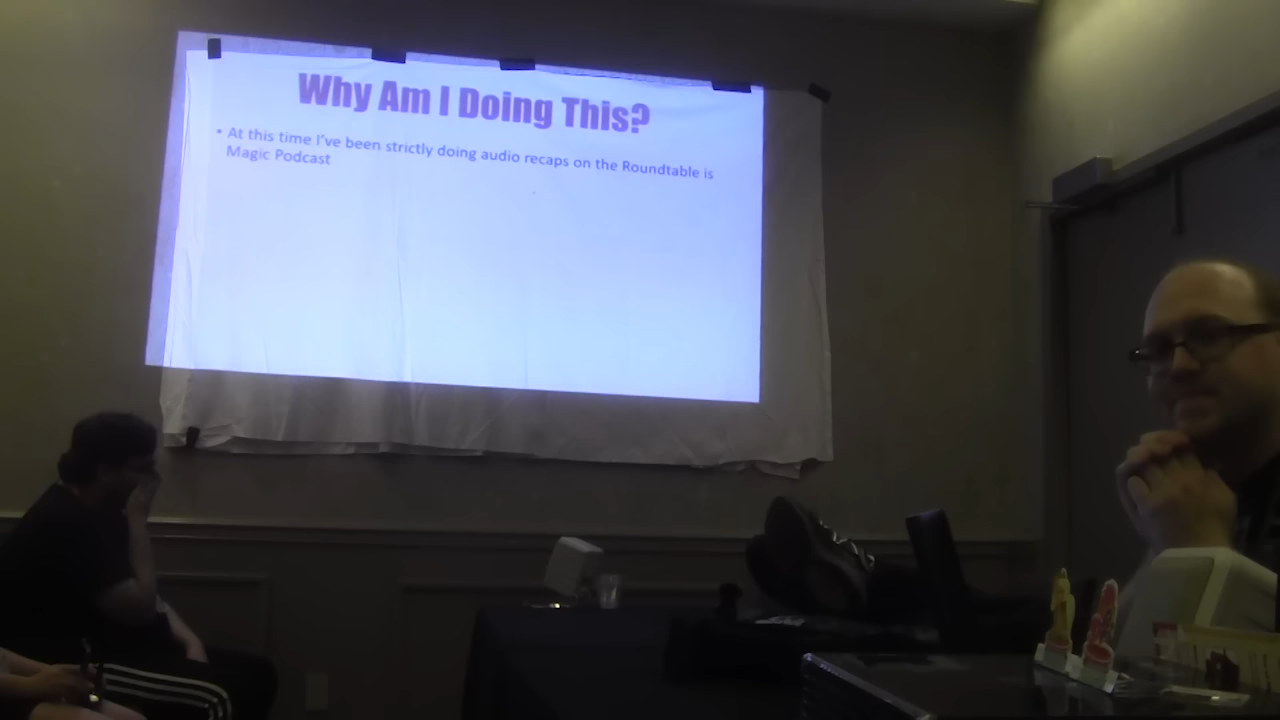 Why Am I Doing This?
• At this time I've been strictly doing audio recaps on the Roundtable is
Magic Podcast